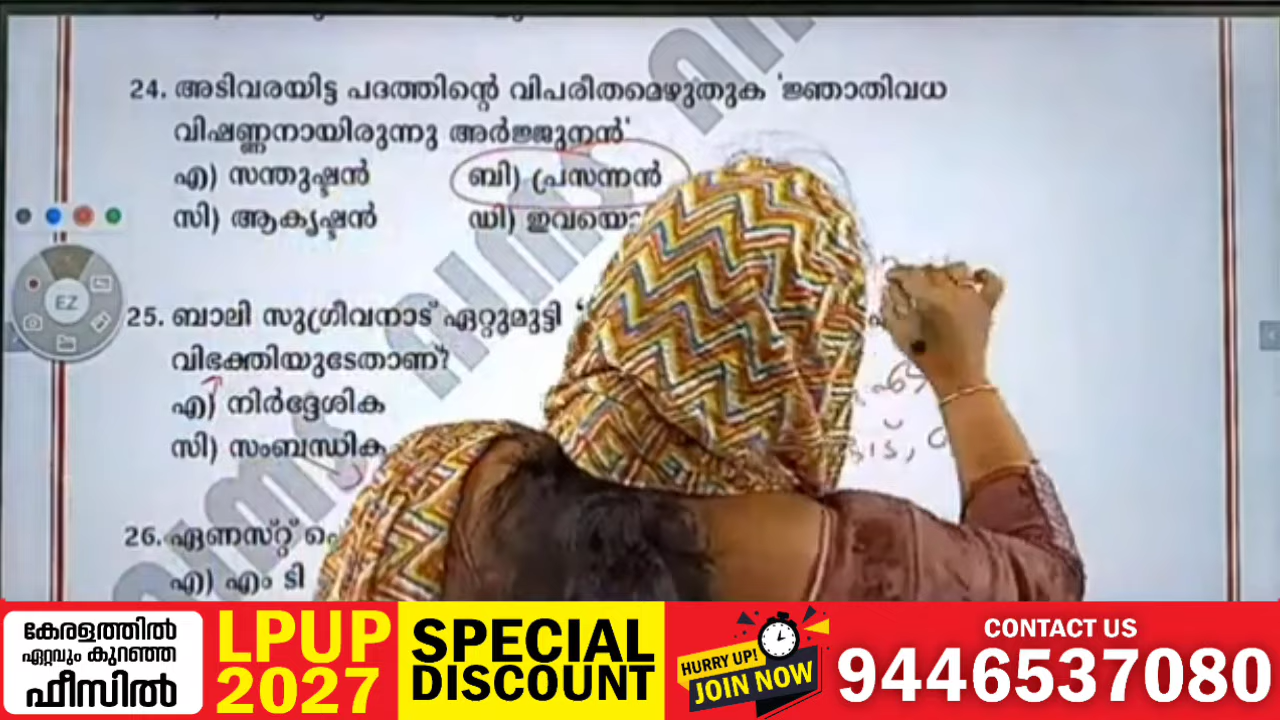 24. അടിവരയിട്ട പദത്തിന്റെ വിപരീതമെഴുതുക 'ജ്ഞാതിവധ
വിഷണ്ണനായിരുന്നു അർജ്ജുനൻ'
എ) സന്തുഷ്ടൻ ബി) പ്രസന്നൻ
സി) ആകൃഷ്ടൻ ഡി) ഇവയൊ
EZ
25. ബാലി സുഗ്രീവനാട് ഏറ്റുമുട്ടി
വിഭക്തിയുടേതാണ്?
എ) നിർദ്ദേശിക
സി) സംബന്ധിക
26. ഏണസ്റ്റ്
എ) എം ടി
കേരളത്തിൽ
ഏറ്റവും കുറഞ്ഞ
ഫീസിൽ
LPUP
2027
SPECIAL
DISCOUNT
HURRY UP!
JOIN NOW
CONTACT US
9446537080